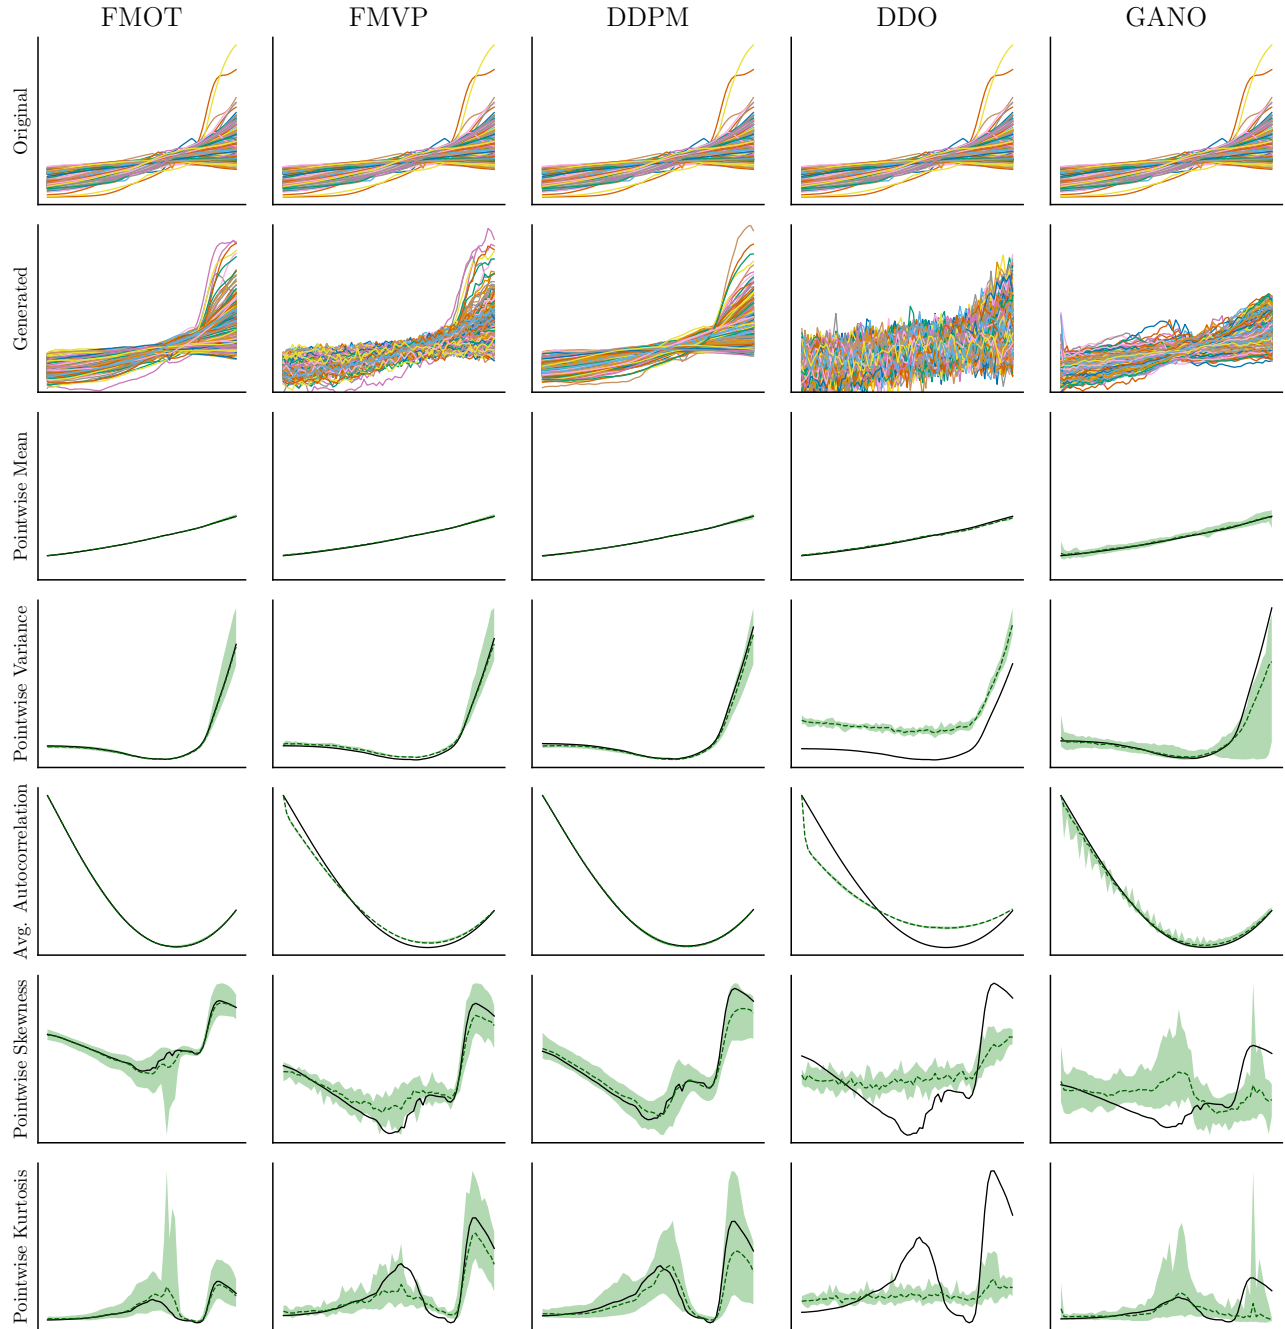 FMOT FMVP DDPM DDO GANO
Original
Generated
Pointwise Mean
Pointwise Variance
Avg. Autocorrelation
Pointwise Skewness
Pointwise Kurtosis